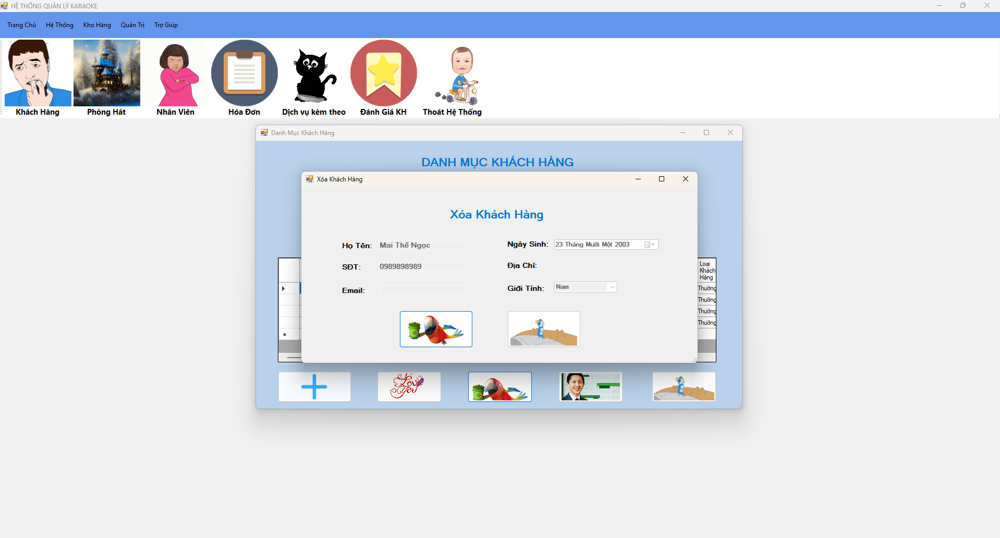 HỆ THỐNG QUẢN LÝ KARAOKE
Trang Chủ Hệ Thống Kho Hàng Quản Trị Trợ Giúp
Khách Hàng Phòng Hát Nhân Viên Hóa Đơn Dịch vụ kèm theo Đánh Giá KH Thoát Hệ Thống
Danh Mục Khách Hàng
DANH MỤC KHÁCH HÀNG
Xóa Khách Hàng
Xóa Khách Hàng
Họ Tên: Mai Thế Ngọc Ngày Sinh: 23 Tháng Mười Một 2003
SĐT: 0989898989 Địa Chỉ:
Email: Giới Tính: Nam
Loại
Khách
Hàng
Thường
Thường
Thường
Thường
Love
You